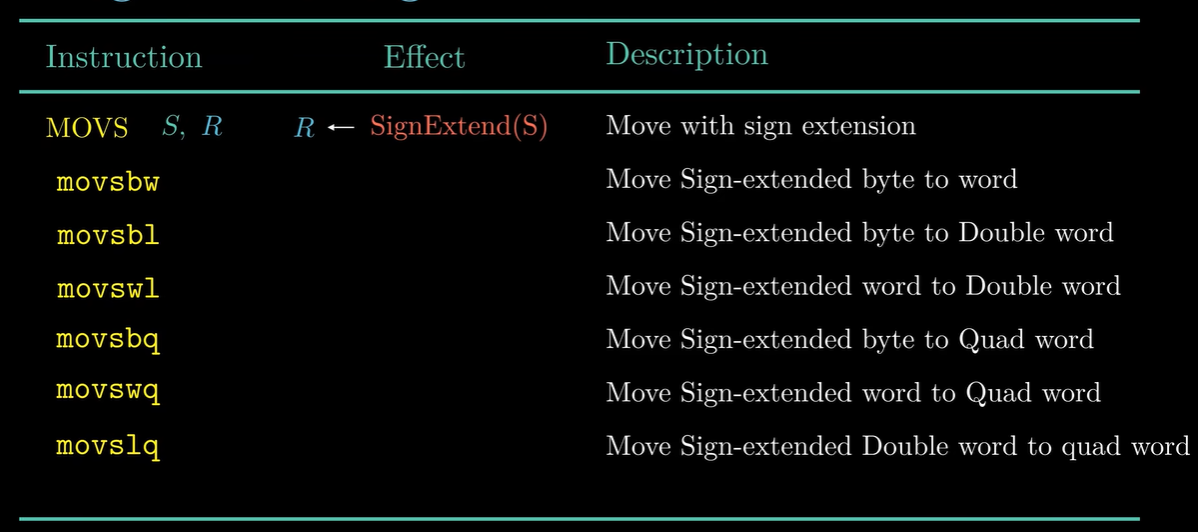 Instruction Effect Description
MOVS S, R R ← SignExtend(S) Move with sign extension
movsbw Move Sign-extended byte to word
movsbl Move Sign-extended byte to Double word
movswl Move Sign-extended word to Double word
movsbq Move Sign-extended byte to Quad word
movswq Move Sign-extended word to Quad word
movslq Move Sign-extended Double word to quad word